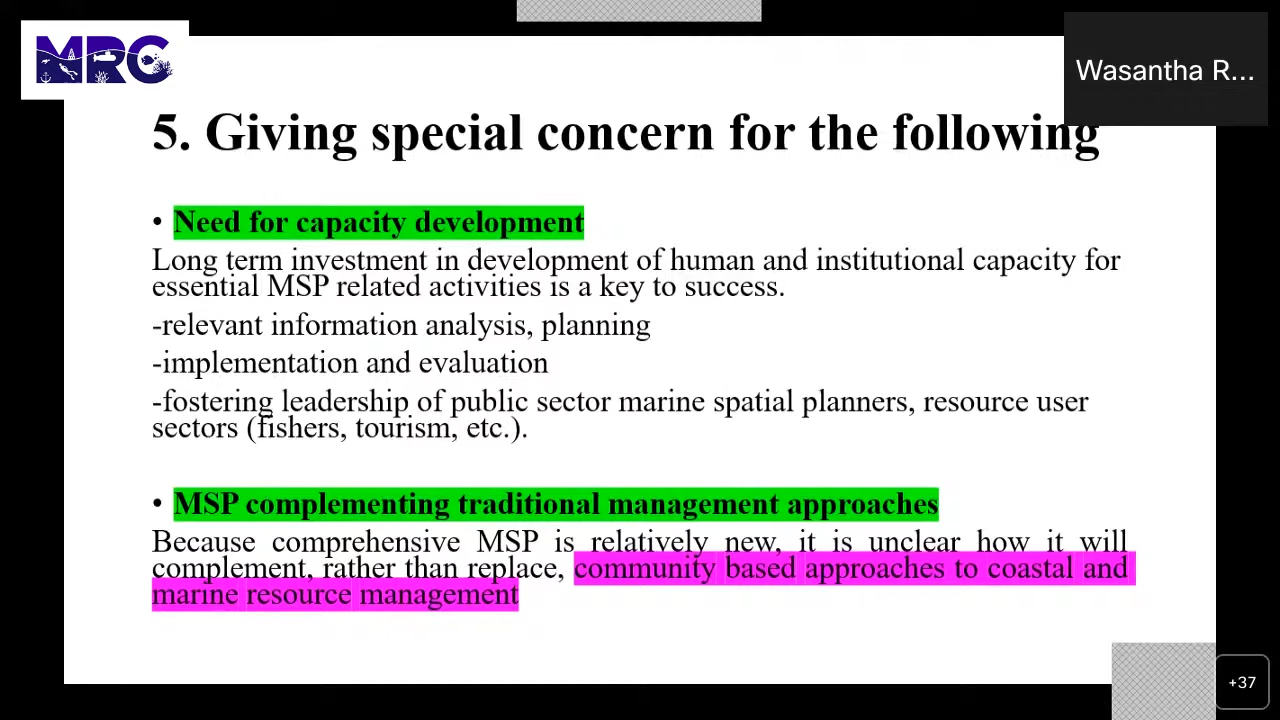 MRC
Wasantha R...
5. Giving special concern for the following
• Need for capacity development
Long term investment in development of human and institutional capacity for
essential MSP related activities is a key to success.
-relevant information analysis, planning
-implementation and evaluation
-fostering leadership of public sector marine spatial planners, resource user
sectors (fishers, tourism, etc.).
• MSP complementing traditional management approaches
Because comprehensive MSP is relatively new, it is unclear how it will
complement, rather than replace, community based approaches to coastal and
marine resource management
+37